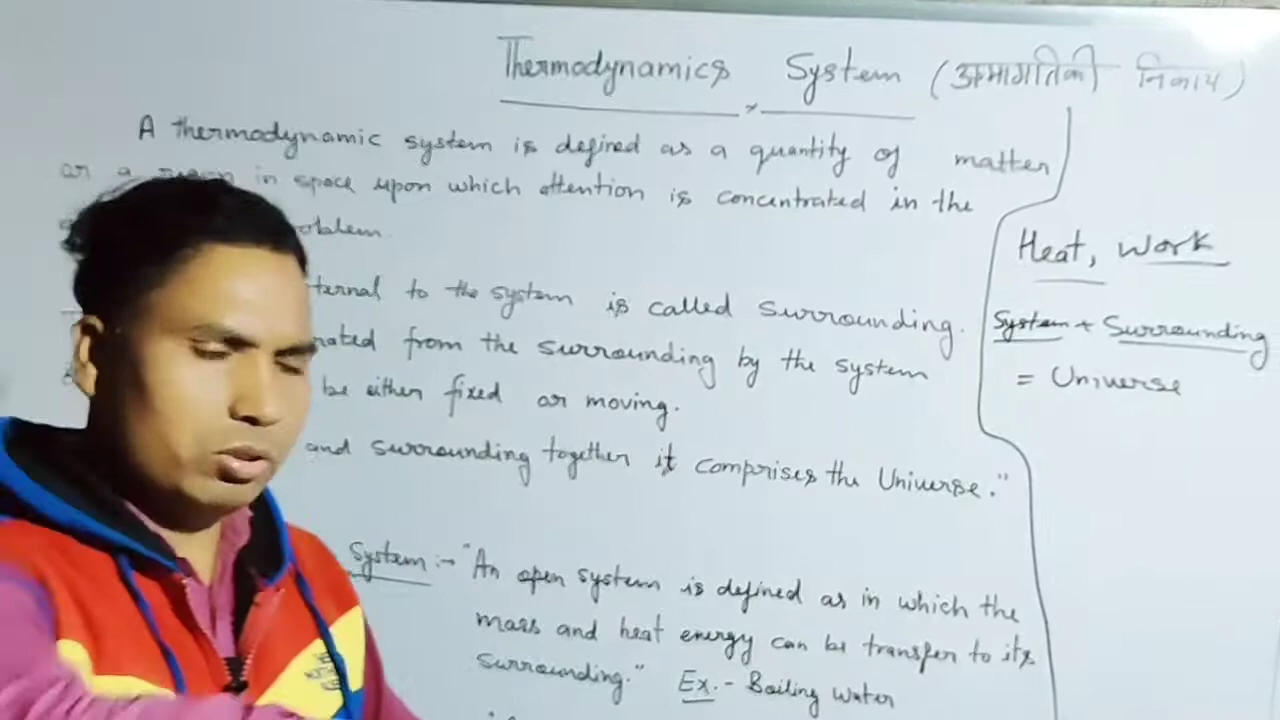 Thermodynamics System (उष्मागतिकी निकाय)
A thermodynamic system is defined as a quantity of matter
or a region in space upon which attention is concentrated in the
oblem
ternal to the system is called surrounding.
rated from the surrounding by the system
be either fixed or moving.
and surrounding together it comprises the Universe."
System :→ "An open system is defined as in which the
mass and heat energy can be transfer to its
surrounding." Ex. - Boiling water
Heat, Work
System + Surrounding
= Universe